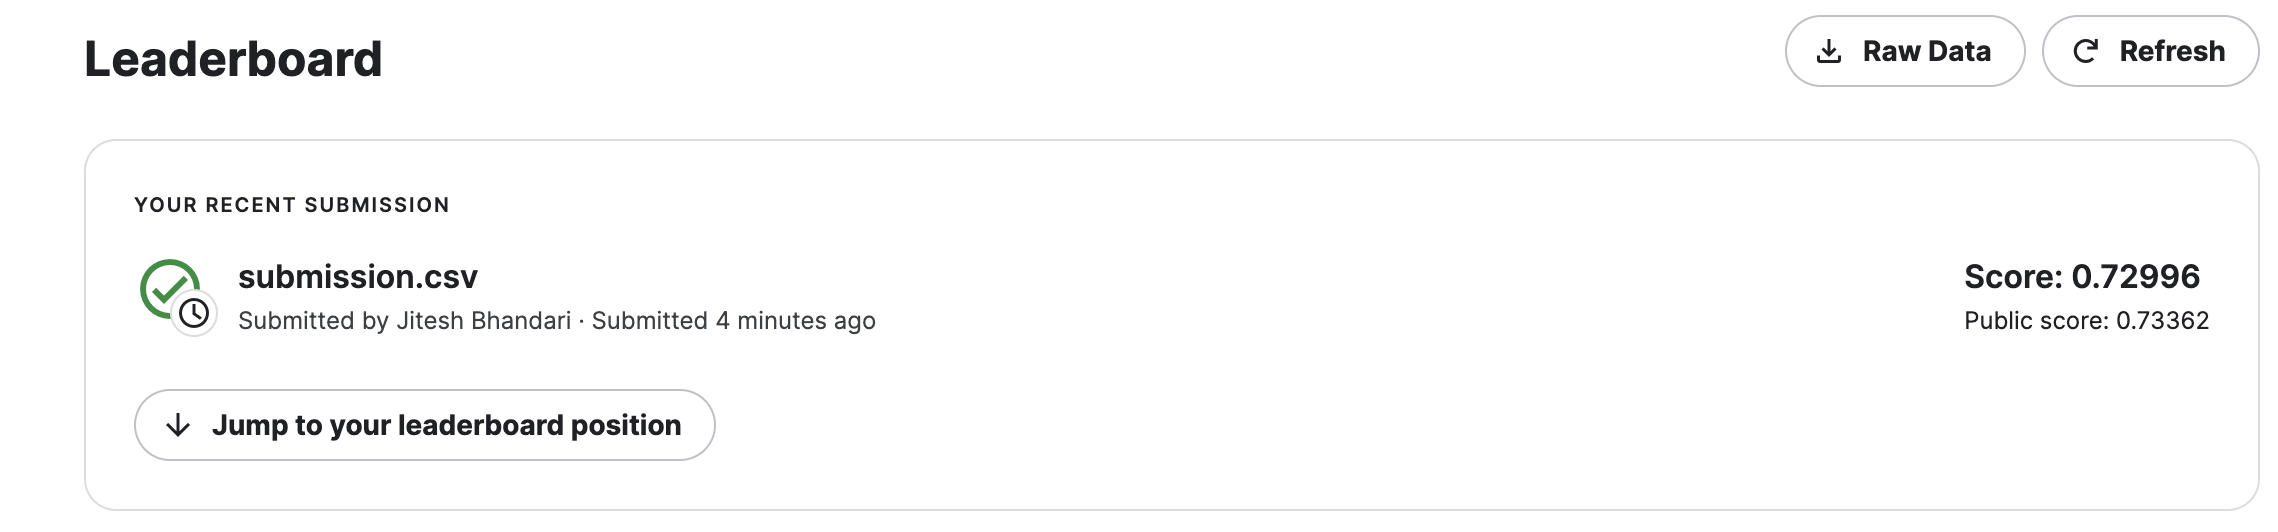 Leaderboard
Raw Data
Refresh
YOUR RECENT SUBMISSION
submission.csv
Submitted by Jitesh Bhandari · Submitted 4 minutes ago
Score: 0.72996
Public score: 0.73362
Jump to your leaderboard position